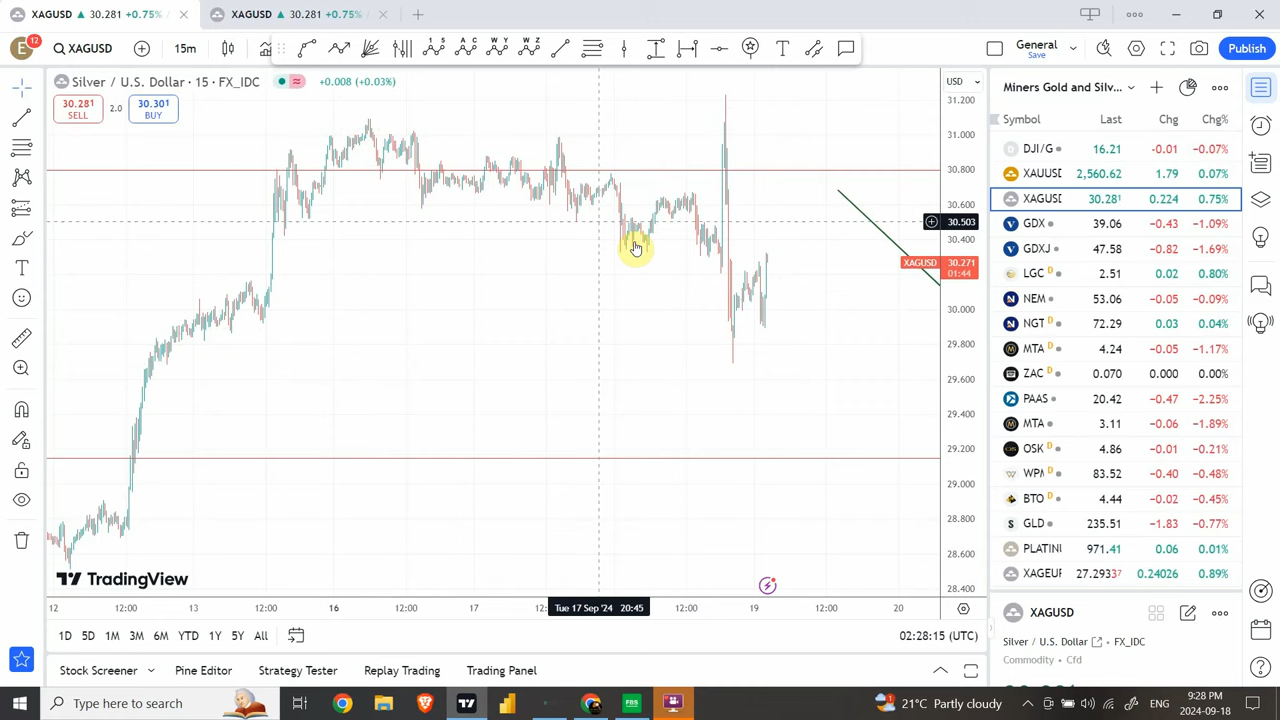 XAGUSD ▲ 30.281 +0.75%
XAGUSD ▲ 30.281 +0.75%
E 12 XAGUSD 15m
General
Save
Publish
Silver / U.S. Dollar · 15 · FX_IDC +0.008 (+0.03%)
30.281 SELL 2.0 30.301 BUY
USD
31.200
31.000
30.800
30.600
30.503
30.400
XAGUSD 30.271
01:44
30.000
29.800
29.600
29.400
29.200
29.000
28.800
28.600
28.400
TradingView
12 12:00 13 12:00 16 12:00 17 Tue 17 Sep '24 20:45 12:00 19 12:00 20
1D 5D 1M 3M 6M YTD 1Y 5Y All
02:28:15 (UTC)
Stock Screener Pine Editor Strategy Tester Replay Trading Trading Panel
Miners Gold and Silv...
Symbol Last Chg Chg%
DJI/G 16.21 −0.01 −0.07%
XAUUSD 2,560.62 1.79 0.07%
XAGUSD 30.281 0.224 0.75%
GDX 39.06 −0.43 −1.09%
GDXJ 47.58 −0.82 −1.69%
LGC D 2.51 0.02 0.80%
NEM 53.06 −0.05 −0.09%
NGT D 72.29 0.03 0.04%
MTA D 4.24 −0.05 −1.17%
ZAC D 0.070 0.000 0.00%
PAAS 20.42 −0.47 −2.25%
MTA 3.11 −0.06 −1.89%
OSK D 4.86 −0.01 −0.21%
WPM 83.52 −0.40 −0.48%
BTO D 4.44 −0.02 −0.45%
GLD 235.51 −1.83 −0.77%
PLATINU 971.41 0.06 0.01%
XAGEUR 27.29337 0.24026 0.89%
XAGUSD
Silver / U.S. Dollar FX_IDC
Commodity Cfd
Type here to search
21°C Partly cloudy
ENG
9:28 PM
2024-09-18